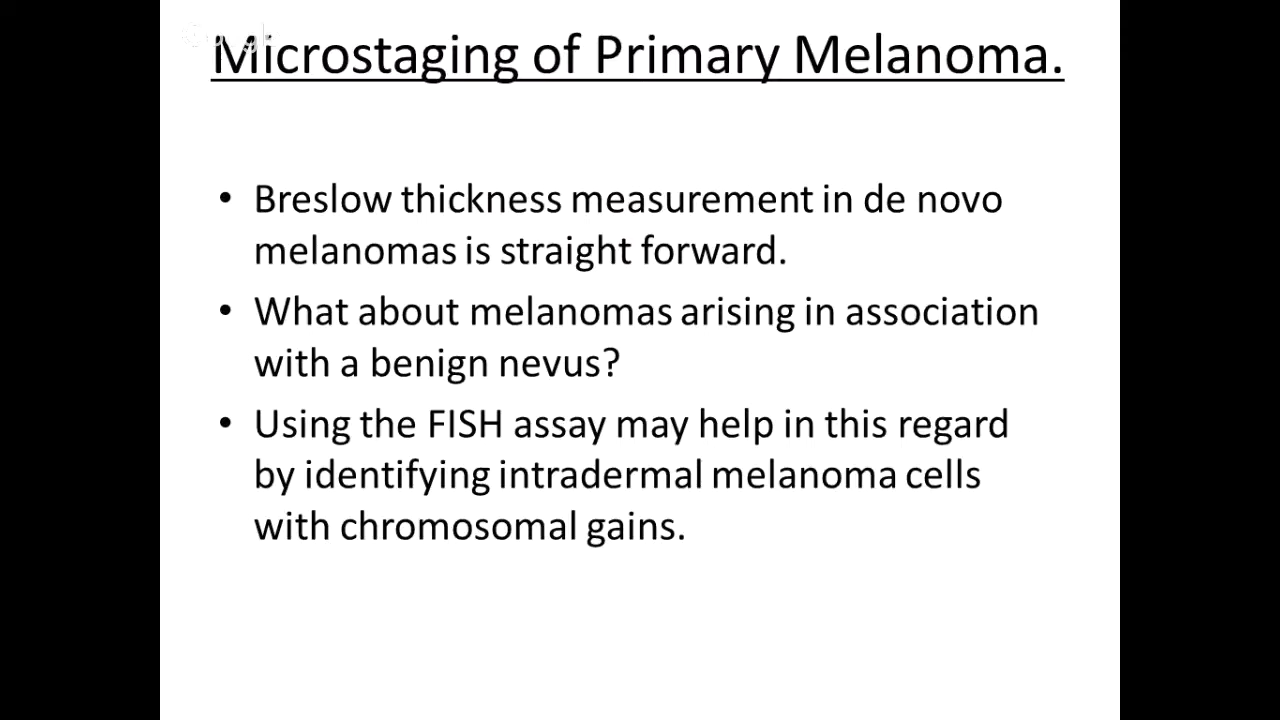 Microstaging of Primary Melanoma.
• Breslow thickness measurement in de novo
melanomas is straight forward.
• What about melanomas arising in association
with a benign nevus?
• Using the FISH assay may help in this regard
by identifying intradermal melanoma cells
with chromosomal gains.